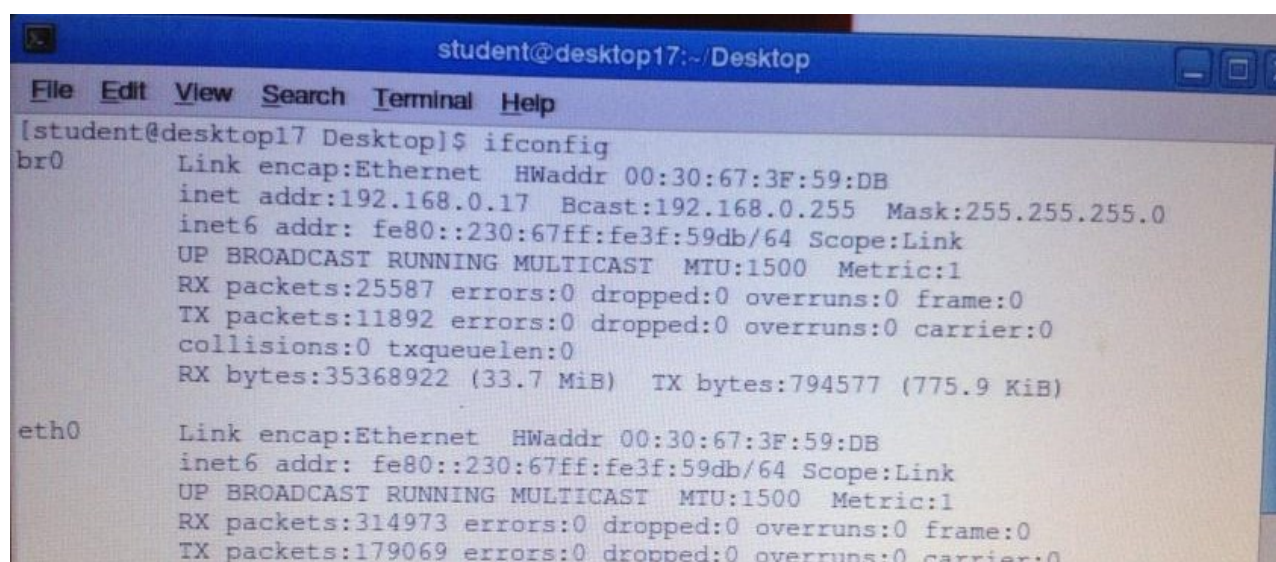 student@desktop17:~/Desktop
File Edit View Search Terminal Help
[student@desktop17 Desktop]$ ifconfig
br0 Link encap:Ethernet HWaddr 00:30:67:3F:59:DB
inet addr:192.168.0.17 Bcast:192.168.0.255 Mask:255.255.255.0
inet6 addr: fe80::230:67ff:fe3f:59db/64 Scope:Link
UP BROADCAST RUNNING MULTICAST MTU:1500 Metric:1
RX packets:25587 errors:0 dropped:0 overruns:0 frame:0
TX packets:11892 errors:0 dropped:0 overruns:0 carrier:0
collisions:0 txqueuelen:0
RX bytes:35368922 (33.7 MiB) TX bytes:794577 (775.9 KiB)
eth0 Link encap:Ethernet HWaddr 00:30:67:3F:59:DB
inet6 addr: fe80::230:67ff:fe3f:59db/64 Scope:Link
UP BROADCAST RUNNING MULTICAST MTU:1500 Metric:1
RX packets:314973 errors:0 dropped:0 overruns:0 frame:0
TX packets:179069 errors:0 dropped:0 overruns:0 carrier:0